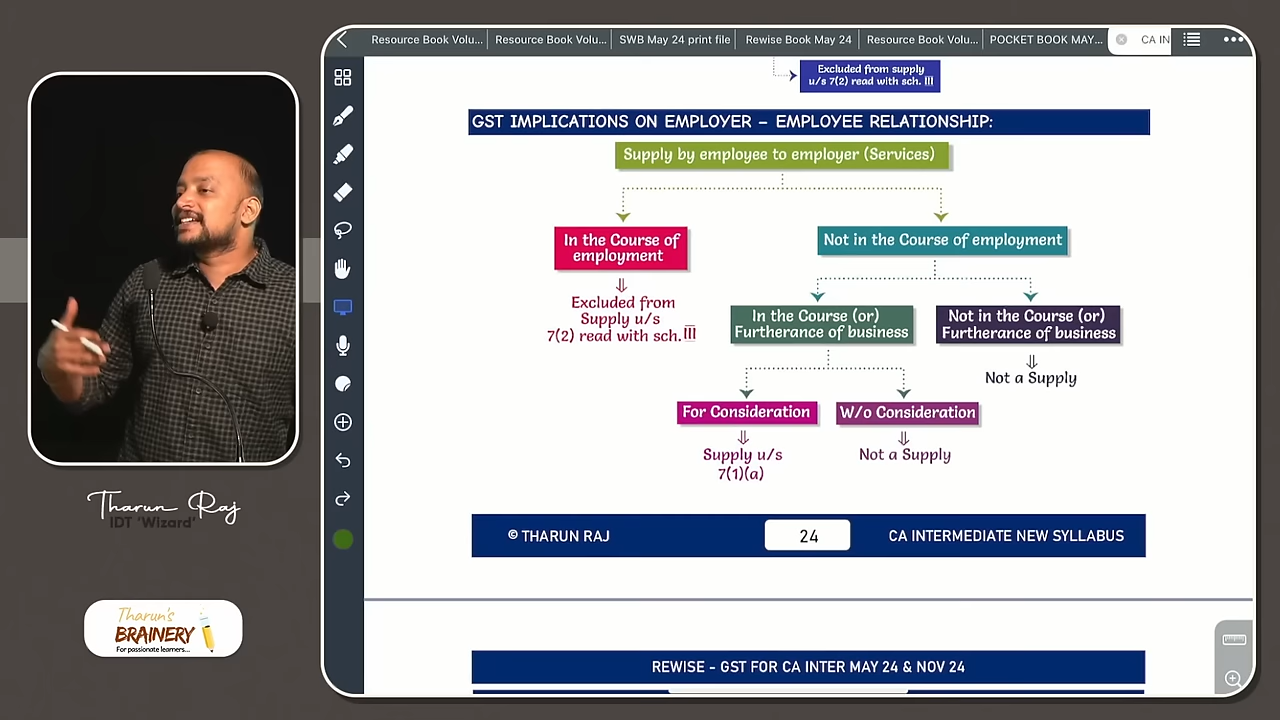 Resource Book Volu...
Resource Book Volu...
SWB May 24 print file
Rewise Book May 24
Resource Book Volu...
POCKET BOOK MAY...
CA IN
Excluded from supply
u/s 7(2) read with sch. III
GST IMPLICATIONS ON EMPLOYER – EMPLOYEE RELATIONSHIP:
Supply by employee to employer (Services)
In the Course of
employment
Not in the Course of employment
Excluded from
Supply u/s
7(2) read with sch. III
In the Course (or)
Furtherance of business
Not in the Course (or)
Furtherance of business
Not a Supply
For Consideration
W/o Consideration
Supply u/s
7(1)(a)
Not a Supply
© THARUN RAJ
24
CA INTERMEDIATE NEW SYLLABUS
REWISE - GST FOR CA INTER MAY 24 & NOV 24
Tharun Raj
IDT 'Wizard'
Tharun's
BRAINERY
For passionate learners...